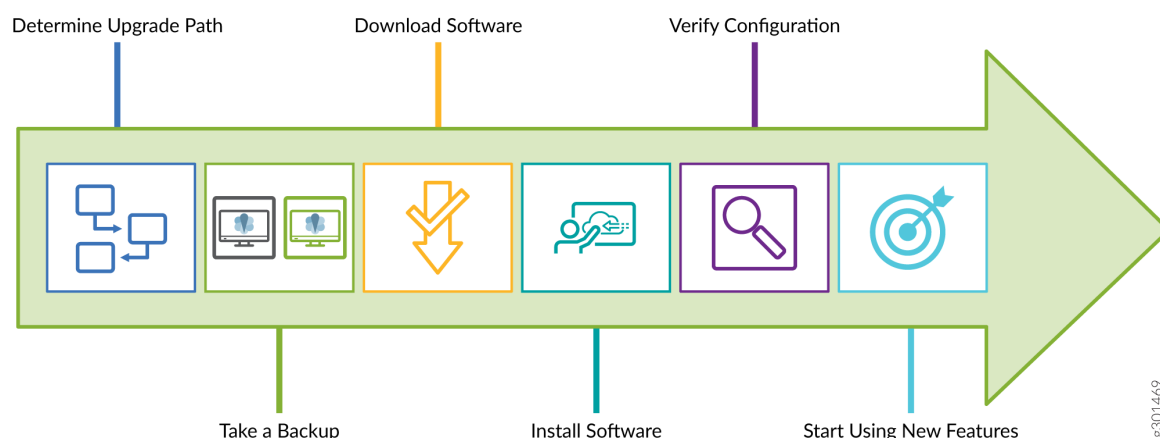 Determine Upgrade Path
Download Software
Verify Configuration
Take a Backup
Install Software
Start Using New Features
g301469